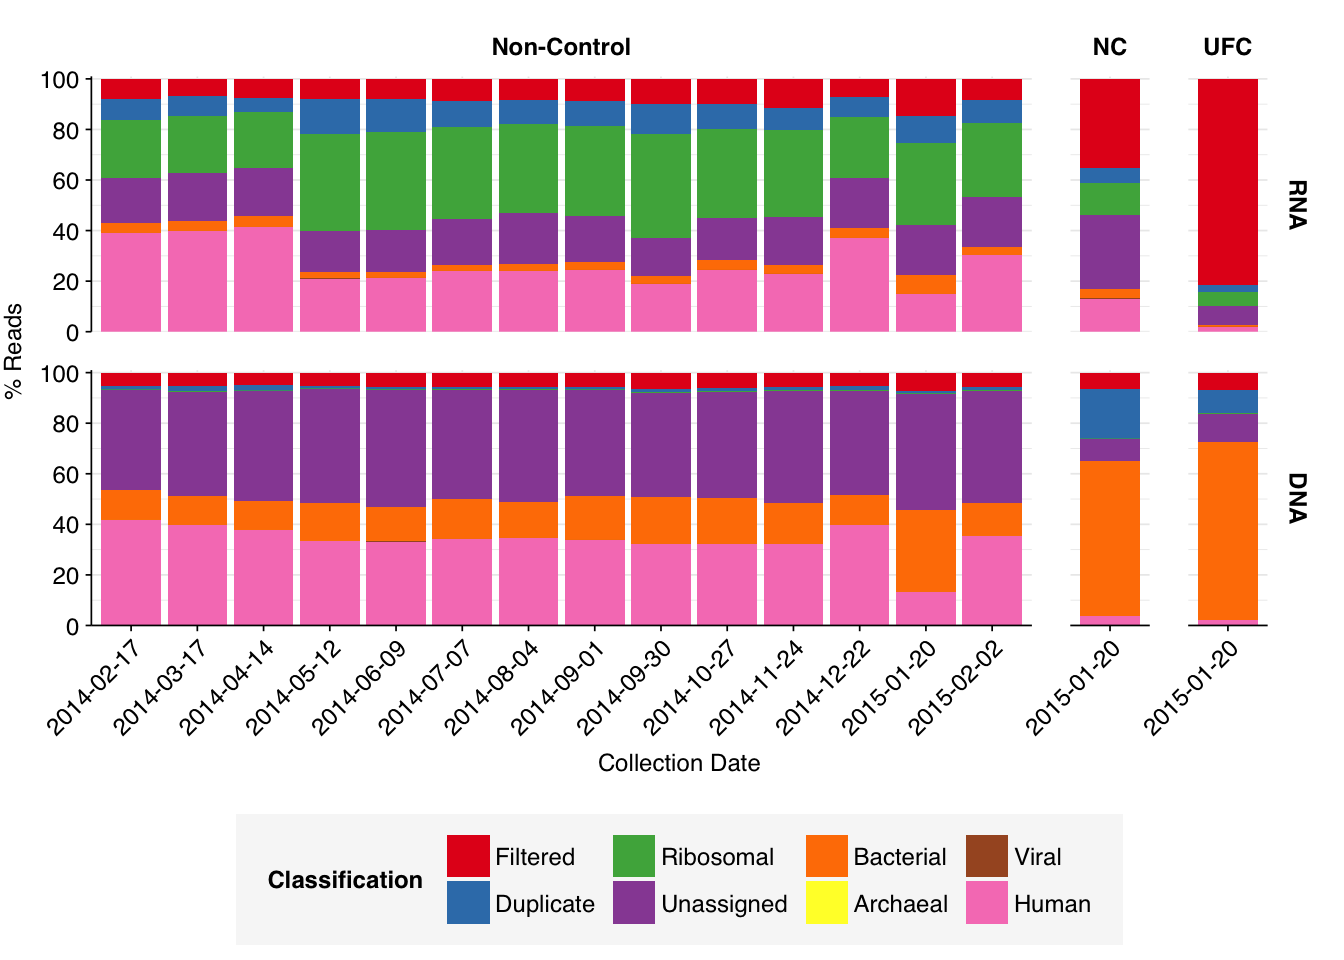 Non-Control NC UFC
100
80
60
40
20
0
RNA
% Reads
100
80
60
40
20
0
DNA
2014-02-17 2014-03-17 2014-04-14 2014-05-12 2014-06-09 2014-07-07 2014-08-04 2014-09-01 2014-09-30 2014-10-27 2014-11-24 2014-12-22 2015-01-20 2015-02-02 2015-01-20 2015-01-20
Collection Date
Classification
Filtered Ribosomal Bacterial Viral
Duplicate Unassigned Archaeal Human